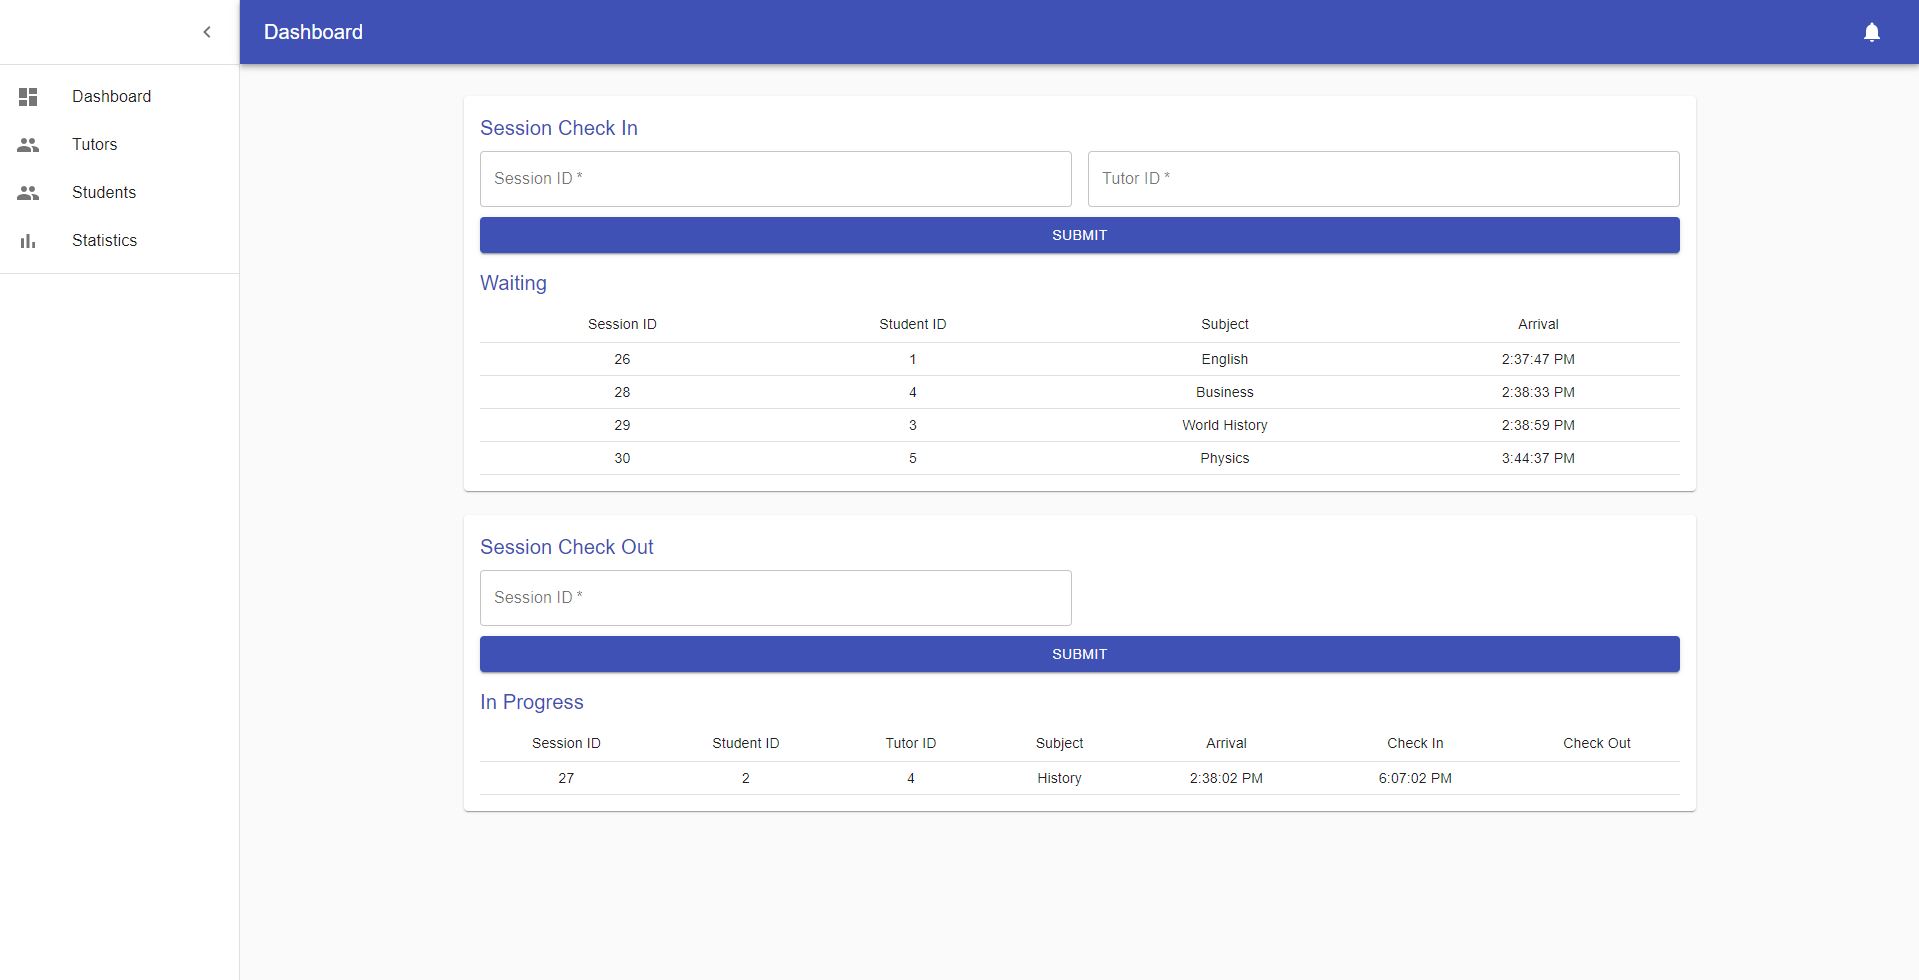 Dashboard
Dashboard
Tutors
Students
Statistics
Session Check In
Session ID * Tutor ID *
SUBMIT
Waiting
Session ID Student ID Subject Arrival
26 1 English 2:37:47 PM
28 4 Business 2:38:33 PM
29 3 World History 2:38:59 PM
30 5 Physics 3:44:37 PM
Session Check Out
Session ID *
SUBMIT
In Progress
Session ID Student ID Tutor ID Subject Arrival Check In Check Out
27 2 4 History 2:38:02 PM 6:07:02 PM